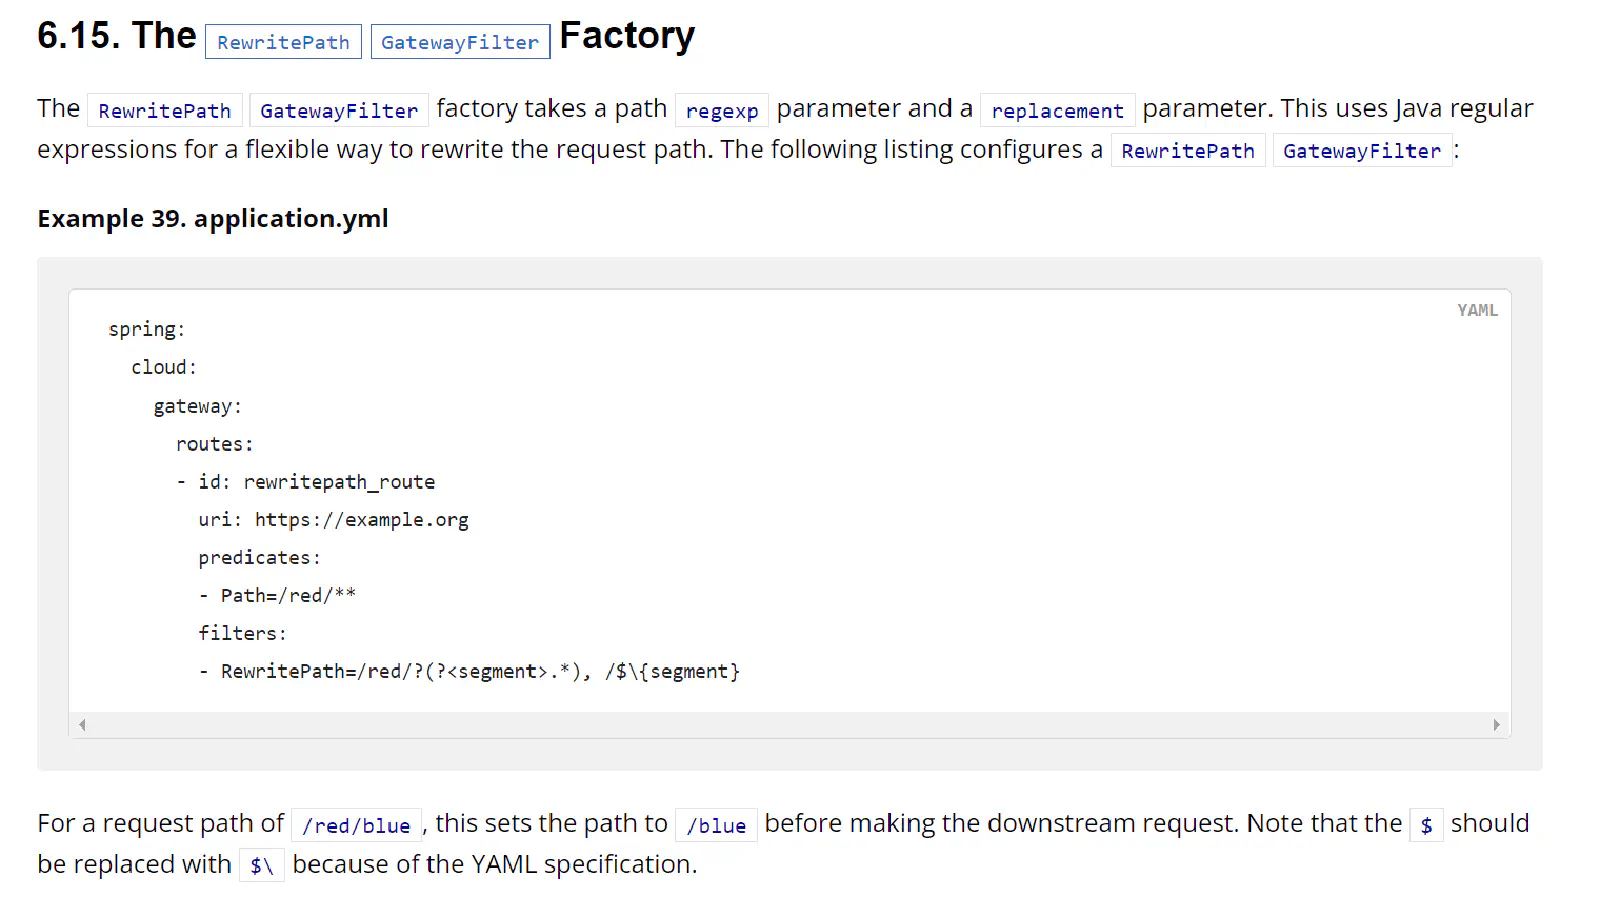 6.15. The RewritePath GatewayFilter Factory
The RewritePath GatewayFilter factory takes a path regexp parameter and a replacement parameter. This uses Java regular
expressions for a flexible way to rewrite the request path. The following listing configures a RewritePath GatewayFilter :
Example 39. application.yml
YAML
spring:
  cloud:
    gateway:
      routes:
      - id: rewritepath_route
        uri: https://example.org
        predicates:
        - Path=/red/**
        filters:
        - RewritePath=/red/?(?<segment>.*), /$\{segment}
For a request path of /red/blue , this sets the path to /blue before making the downstream request. Note that the $ should
be replaced with $\ because of the YAML specification.